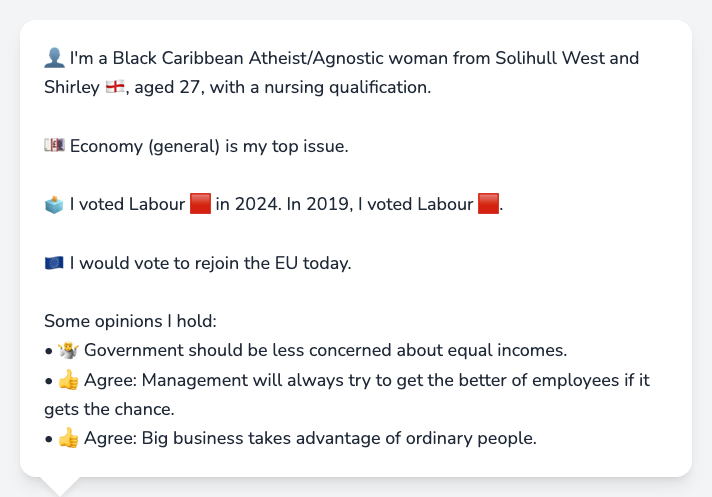 👤 I'm a Black Caribbean Atheist/Agnostic woman from Solihull West and
Shirley 🏴󠁧󠁢󠁥󠁮󠁧󠁿, aged 27, with a nursing qualification.
💷 Economy (general) is my top issue.
🗳️ I voted Labour 🟥 in 2024. In 2019, I voted Labour 🟥.
🇪🇺 I would vote to rejoin the EU today.
Some opinions I hold:
• 🤷 Government should be less concerned about equal incomes.
• 👍 Agree: Management will always try to get the better of employees if it
gets the chance.
• 👍 Agree: Big business takes advantage of ordinary people.